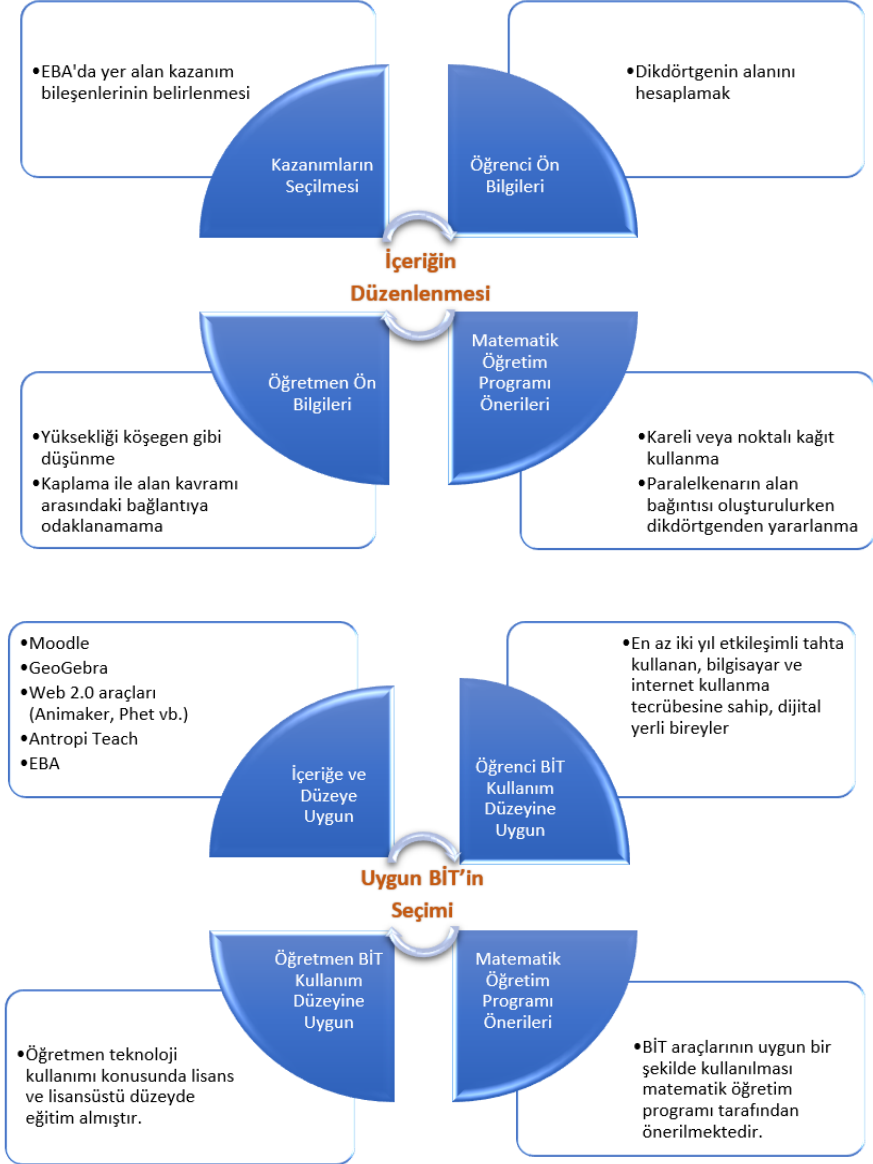 •EBA'da yer alan kazanım
bileşenlerinin belirlenmesi
•Dikdörtgenin alanını
hesaplamak
Kazanımların
Seçilmesi
Öğrenci Ön
Bilgileri
İçeriğin
Düzenlenmesi
Öğretmen Ön
Bilgileri
Matematik
Öğretim
Programı
Önerileri
•Yüksekliği köşegen gibi
düşünme
•Kaplama ile alan kavramı
arasındaki bağlantıya
odaklanamama
•Kareli veya noktalı kağıt
kullanma
•Paralelkenarın alan
bağıntısı oluşturulurken
dikdörtgenden yararlanma
•Moodle
•GeoGebra
•Web 2.0 araçları
(Animaker, Phet vb.)
•Antropi Teach
•EBA
•En az iki yıl etkileşimli tahta
kullanan, bilgisayar ve
internet kullanma
tecrübesine sahip, dijital
yerli bireyler
İçeriğe ve
Düzeye
Uygun
Öğrenci BİT
Kullanım
Düzeyine
Uygun
Uygun BİT’in
Seçimi
Öğretmen BİT
Kullanım
Düzeyine
Uygun
Matematik
Öğretim
Programı
Önerileri
•Öğretmen teknoloji
kullanımı konusunda lisans
ve lisansüstü düzeyde
eğitim almıştır.
•BİT araçlarının uygun bir
şekilde kullanılması
matematik öğretim
programı tarafından
önerilmektedir.